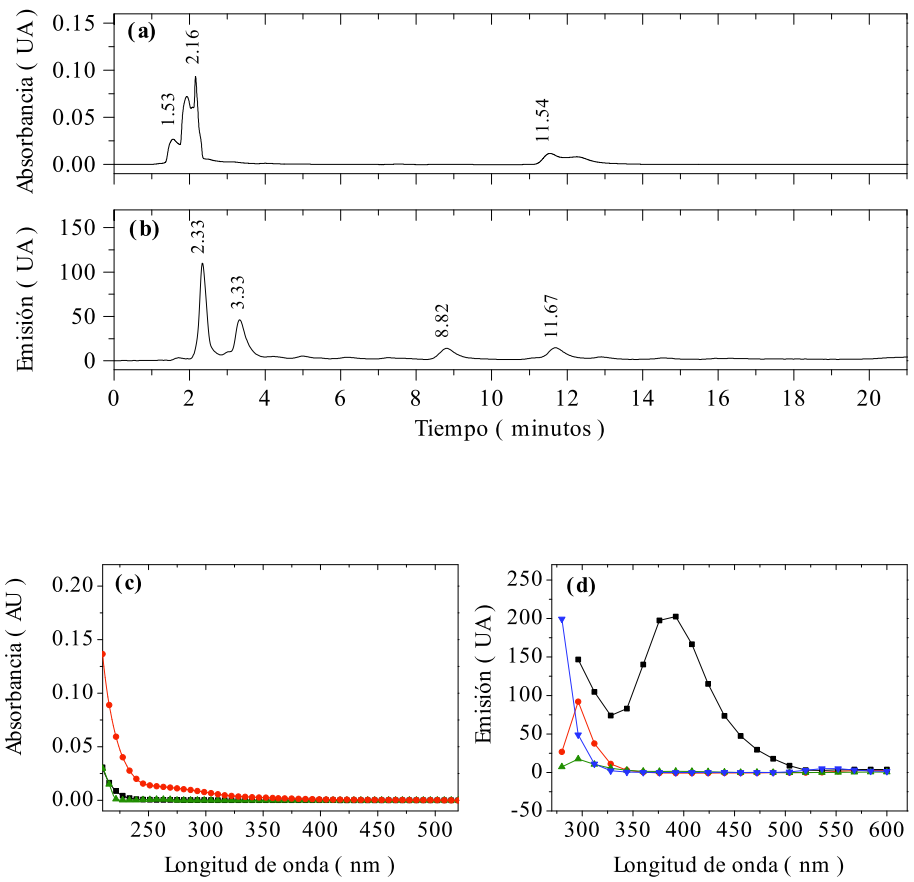 (a)
Absorbancia ( UA )
0.15
0.10
0.05
0.00
1.53
2.16
11.54
(b)
Emisión ( UA )
150
100
50
0
2.33
3.33
8.82
11.67
0 2 4 6 8 10 12 14 16 18 20
Tiempo ( minutos )
(c)
Absorbancia ( AU )
0.20
0.15
0.10
0.05
0.00
250 300 350 400 450 500
Longitud de onda ( nm )
(d)
Emisión ( UA )
250
200
150
100
50
0
-50
300 350 400 450 500 550 600
Longitud de onda ( nm )